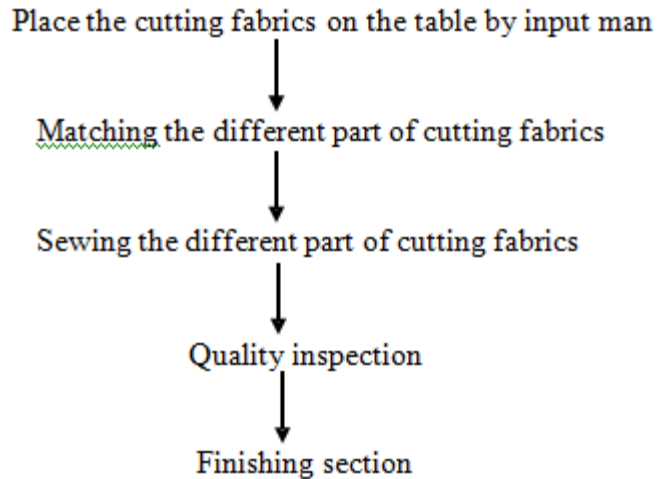 Place the cutting fabrics on the table by input man
Matching the different part of cutting fabrics
Sewing the different part of cutting fabrics
Quality inspection
Finishing section